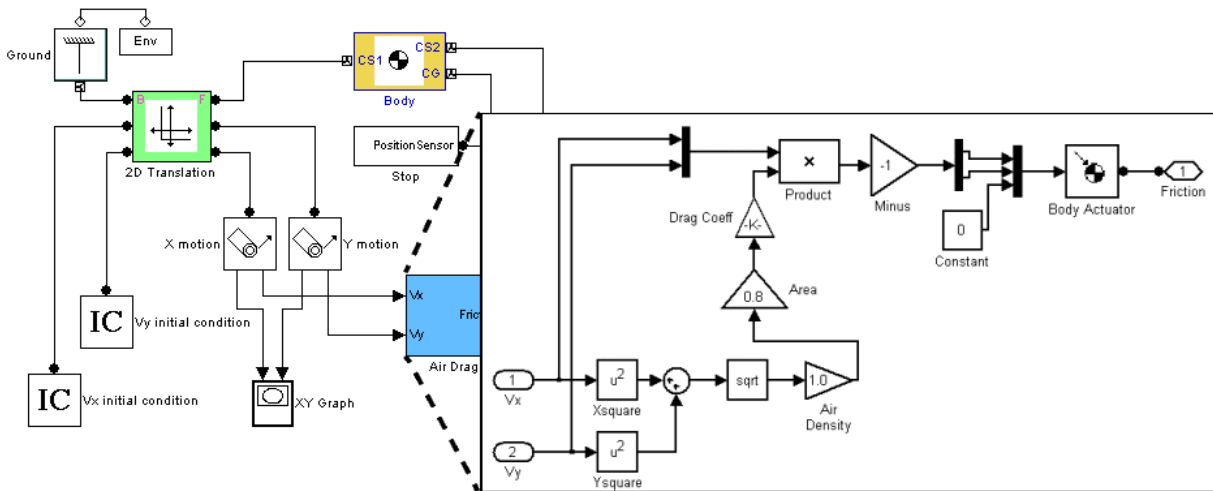 Ground
Env
B
F
2D Translation
CS1
CS2
CG
Body
PositionSensor
Stop
X motion
Y motion
IC
Vy initial condition
IC
Vx initial condition
XY Graph
Vx
Vy
Fric
Air Drag
Product
-1
Minus
0
Constant
Body Actuator
1
Friction
Drag Coeff
-K-
0.8
Area
1
Vx
u²
Xsquare
sqrt
1.0
Air
Density
2
Vy
u²
Ysquare